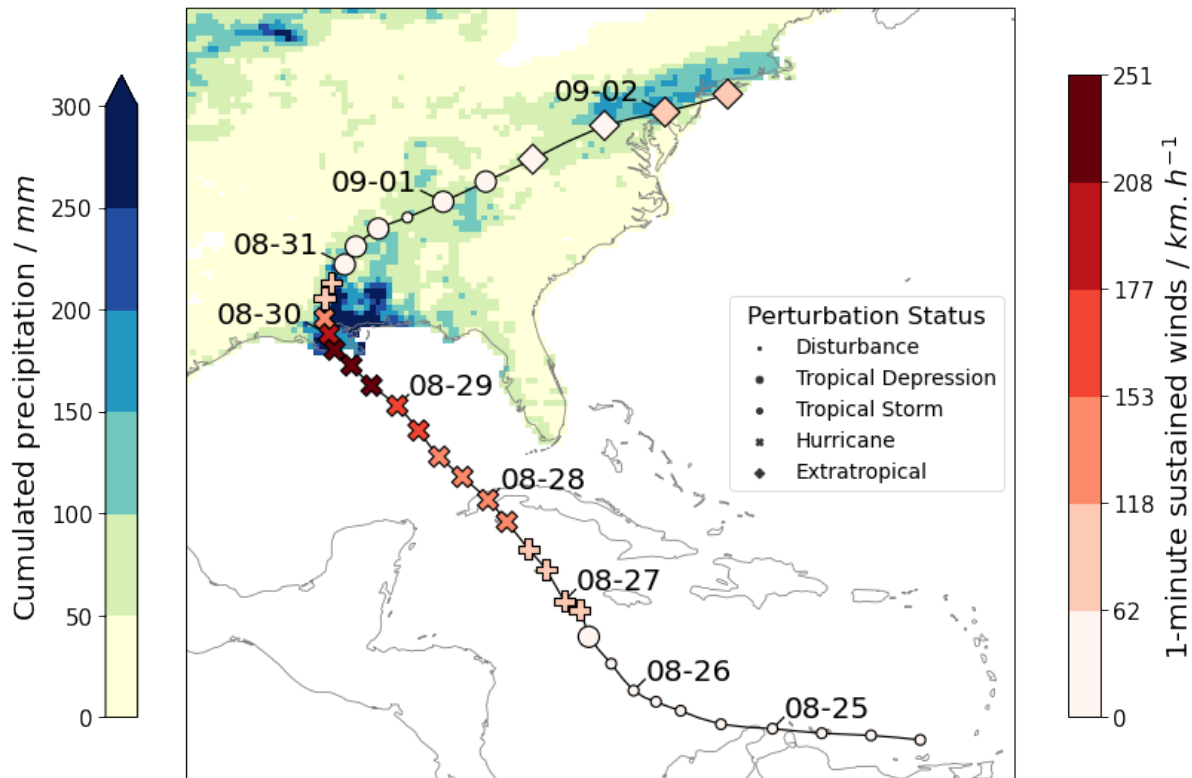 Cumulated precipitation / mm
300
250
200
150
100
50
0
09-02
09-01
08-31
08-30
08-29
08-28
08-27
08-26
08-25
Perturbation Status
Disturbance
Tropical Depression
Tropical Storm
Hurricane
Extratropical
251
208
177
153
118
62
0
1-minute sustained winds / km. h⁻¹